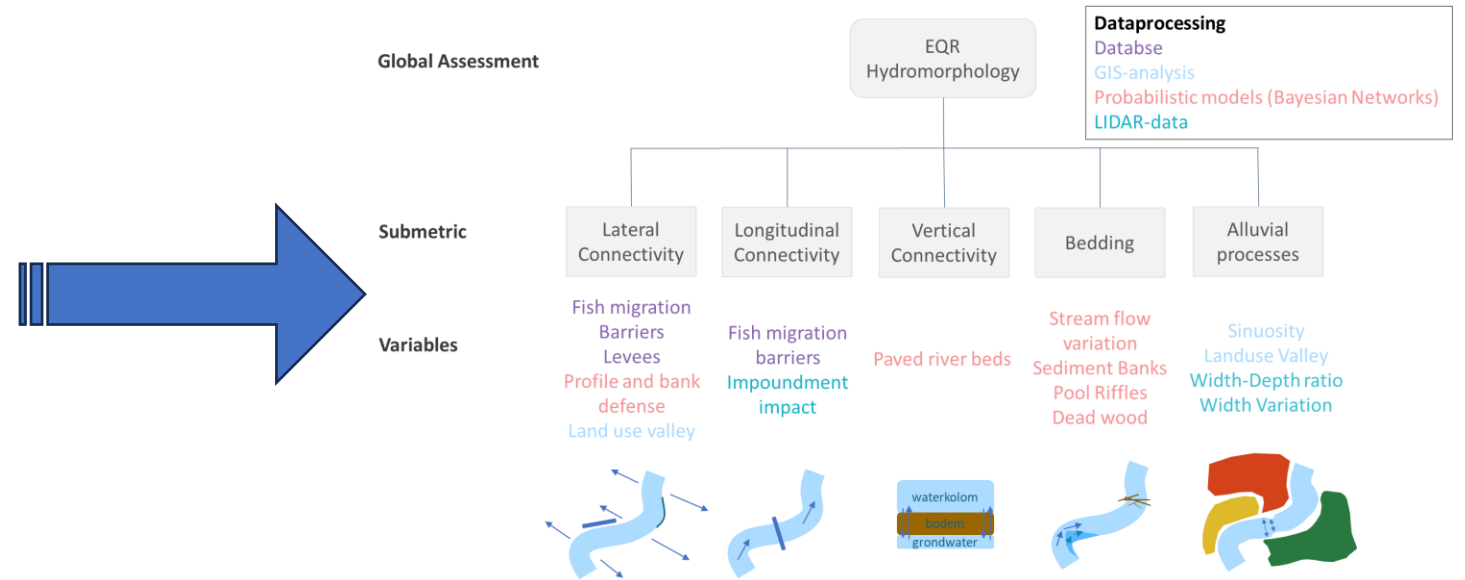 Global Assessment
EQR
Hydromorphology
Dataprocessing
Databse
GIS-analysis
Probabilistic models (Bayesian Networks)
LIDAR-data
Submetric
Lateral
Connectivity
Longitudinal
Connectivity
Vertical
Connectivity
Bedding
Alluvial
processes
Variables
Fish migration
Barriers
Levees
Profile and bank
defense
Land use valley
Fish migration
barriers
Impoundment
impact
Paved river beds
Stream flow
variation
Sediment Banks
Pool Riffles
Dead wood
Sinuosity
Landuse Valley
Width-Depth ratio
Width Variation
waterkolom
bodem
grondwater